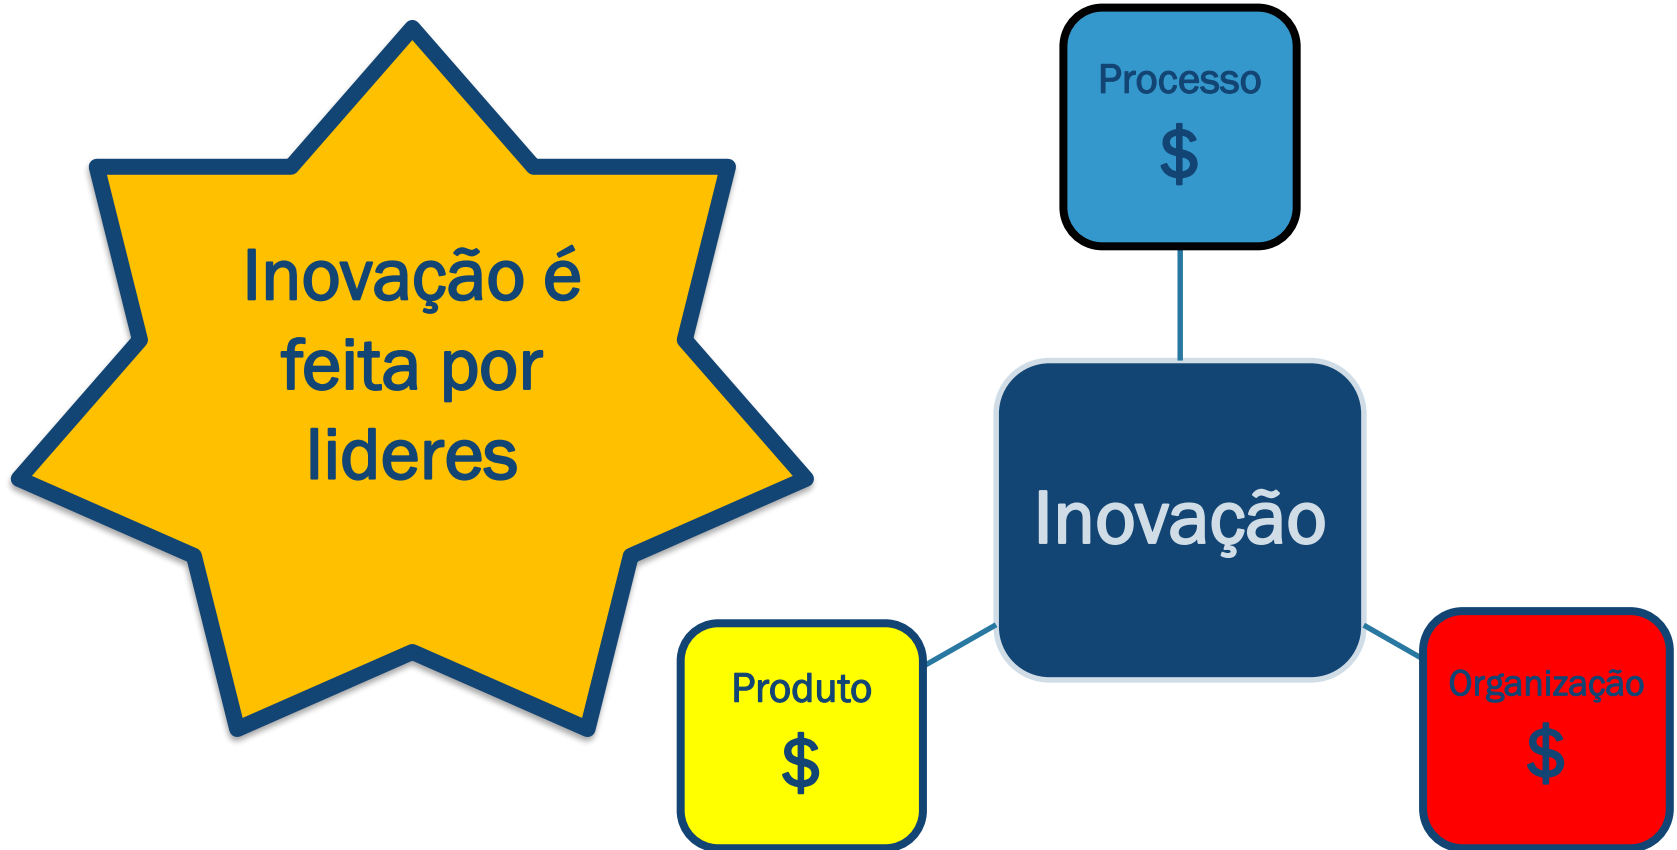 Inovação é
feita por
lideres
Processo
$
Inovação
Produto
$
Organização
$